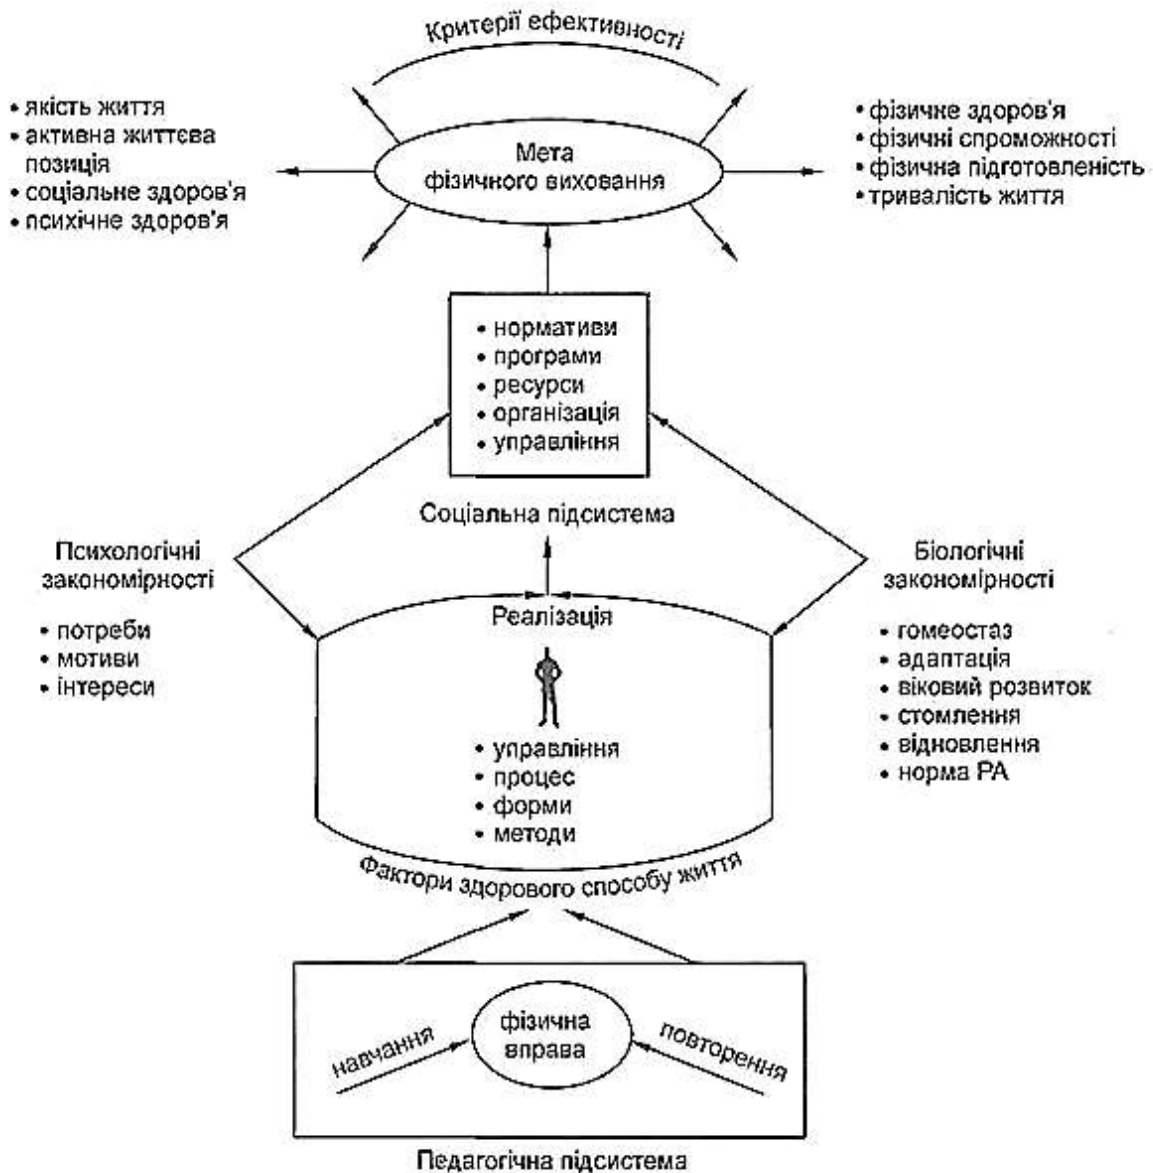 Критерії ефективності
• якість життя
• активна життєва
позиція
• соціальне здоров'я
• психічне здоров'я
Мета
фізичного виховання
• фізичне здоров'я
• фізичні спроможності
• фізична підготовленість
• тривалість життя
• нормативи
• програми
• ресурси
• організація
• управління
Соціальна підсистема
Психологічні
закономірності
• потреби
• мотиви
• інтереси
Біологічні
закономірності
• гомеостаз
• адаптація
• віковий розвиток
• стомлення
• відновлення
• норма РА
Реалізація
• управління
• процес
• форми
• методи
Фактори здорового способу життя
навчання
фізична
вправа
повторення
Педагогічна підсистема